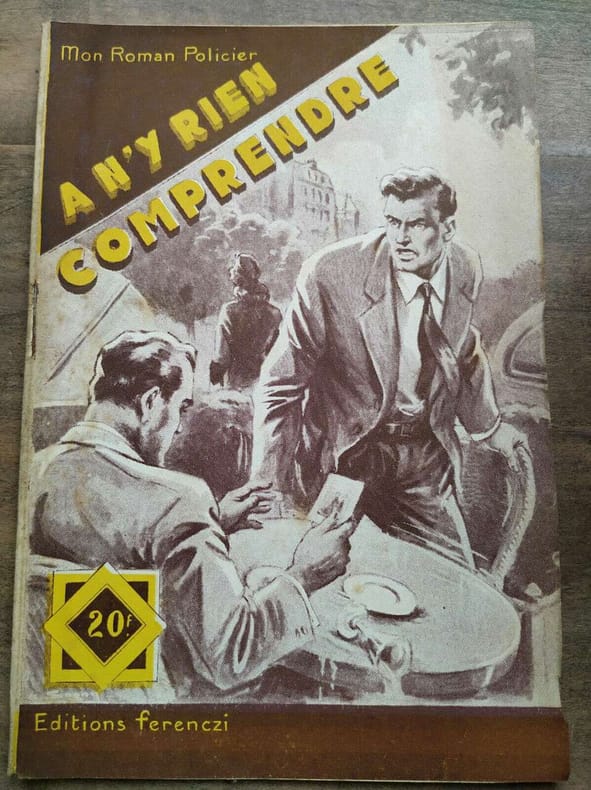 Mon Roman Policier
A N'Y RIEN
COMPRENDRE
20F.
Editions ferenczi